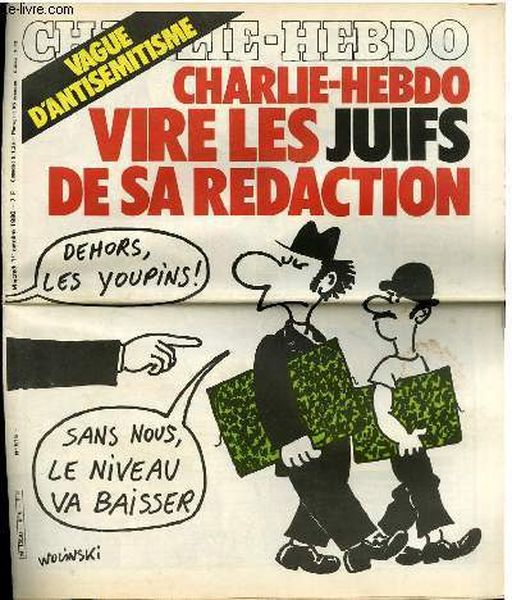 le-livre.com
CHARLIE-HEBDO
VAGUE
D'ANTISEMITISME
CHARLIE-HEBDO
VIRE LES JUIFS
DE SA REDACTION
DEHORS,
LES YOUPINS!
SANS NOUS,
LE NIVEAU
VA BAISSER
WOLINSKI